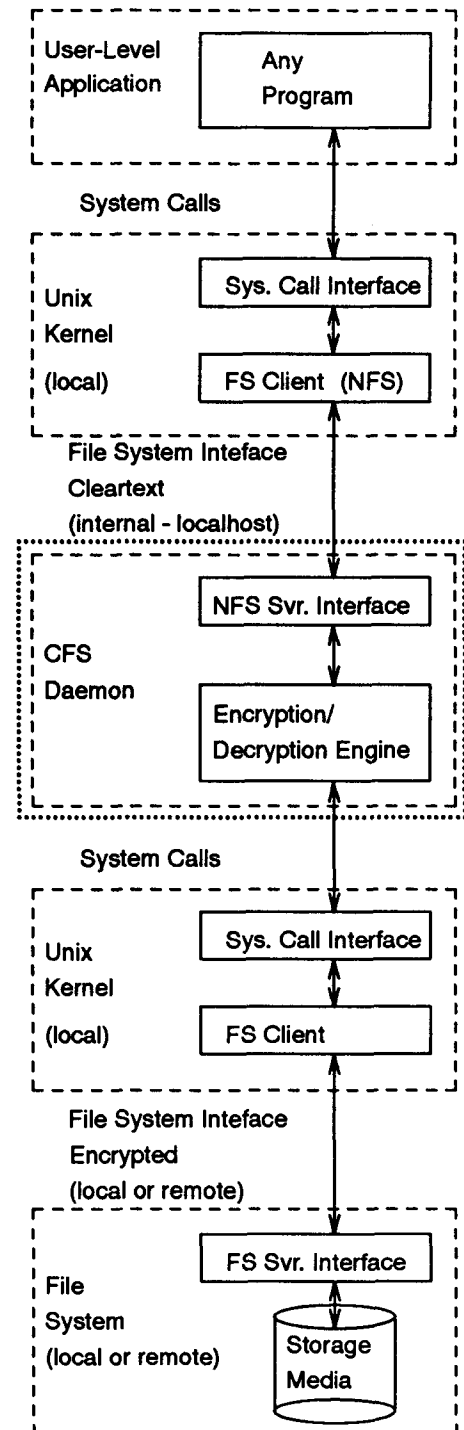 User-Level
Application
Any
Program
System Calls
Unix
Kernel
(local)
Sys. Call Interface
FS Client (NFS)
File System Inteface
Cleartext
(internal - localhost)
CFS
Daemon
NFS Svr. Interface
Encryption/
Decryption Engine
System Calls
Unix
Kernel
(local)
Sys. Call Interface
FS Client
File System Inteface
Encrypted
(local or remote)
File
System
(local or remote)
FS Svr. Interface
Storage
Media